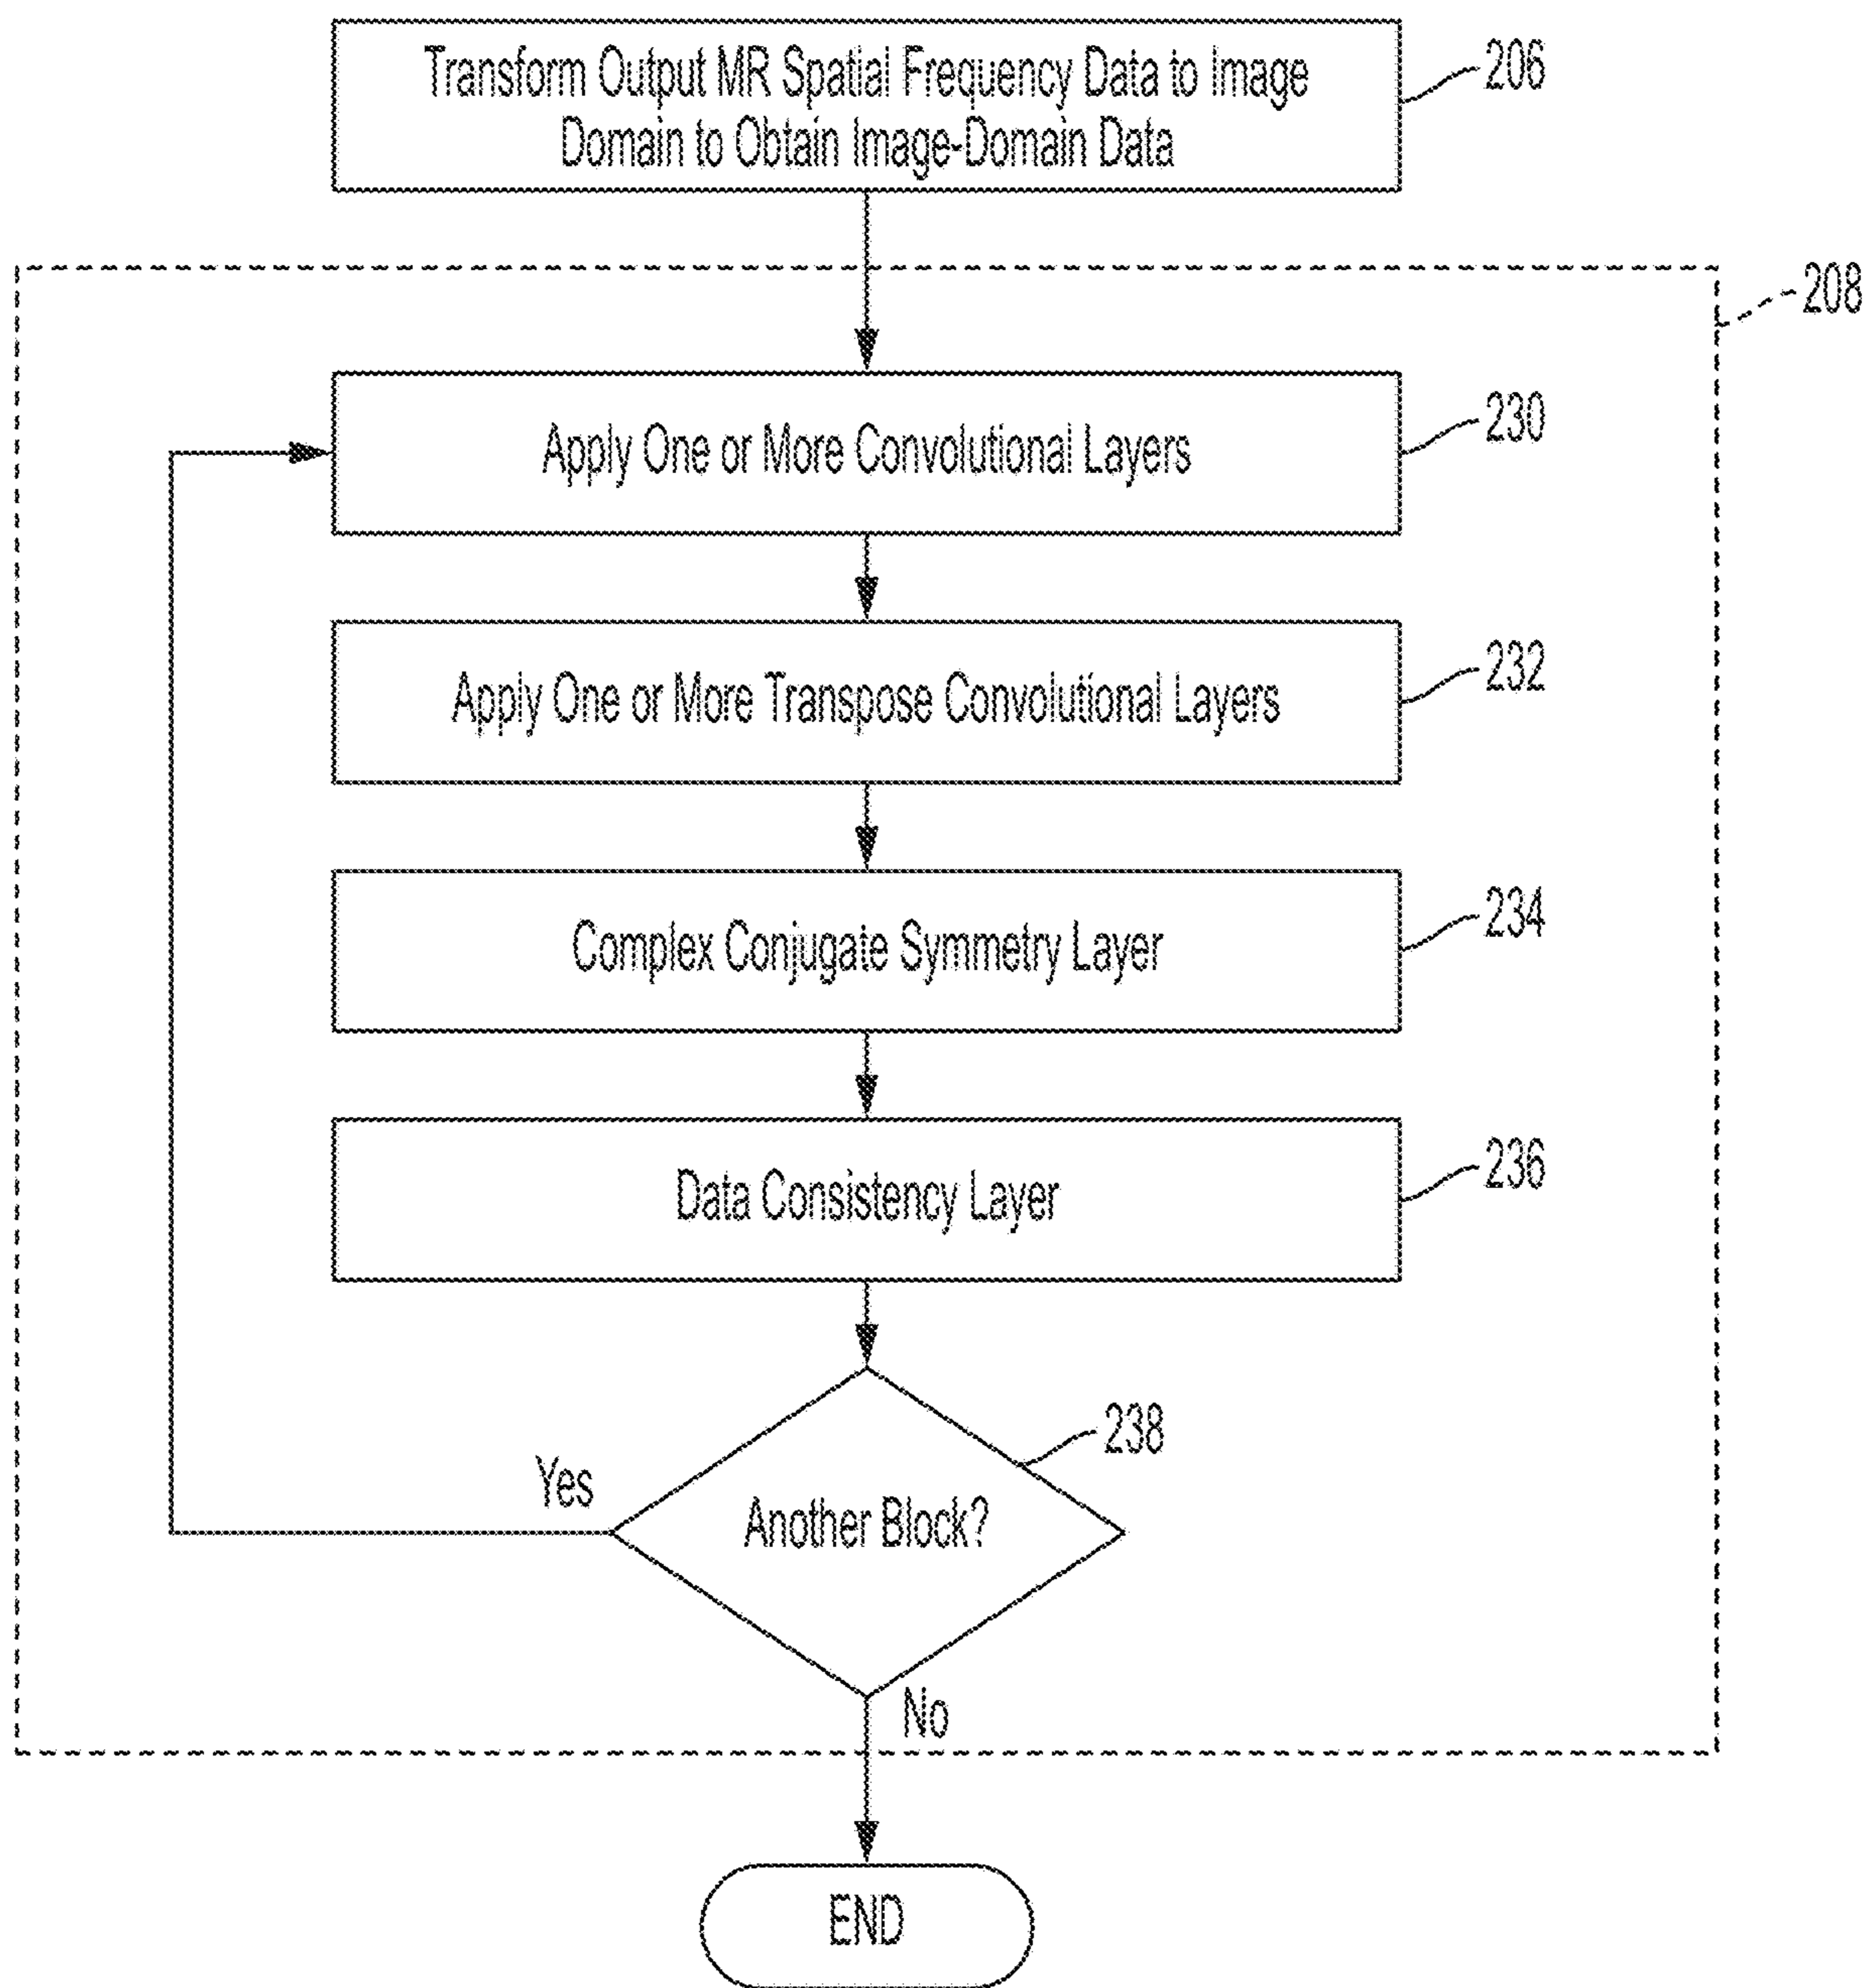 Transform Output MR Spatial Frequency Data to Image
Domain to Obtain Image-Domain Data
206
208
Apply One or More Convolutional Layers
230
Apply One or More Transpose Convolutional Layers
232
Complex Conjugate Symmetry Layer
234
Data Consistency Layer
236
238
Yes
Another Block?
No
END